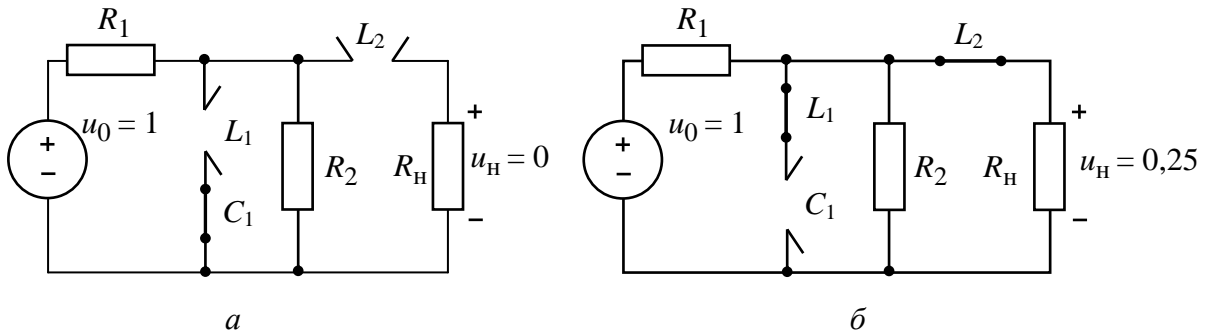 R₁
L₂
+
u₀ = 1
+
−
L₁
C₁
R₂
Rн
uн = 0
−
а
R₁
L₂
+
u₀ = 1
+
−
L₁
C₁
R₂
Rн
uн = 0,25
−
б